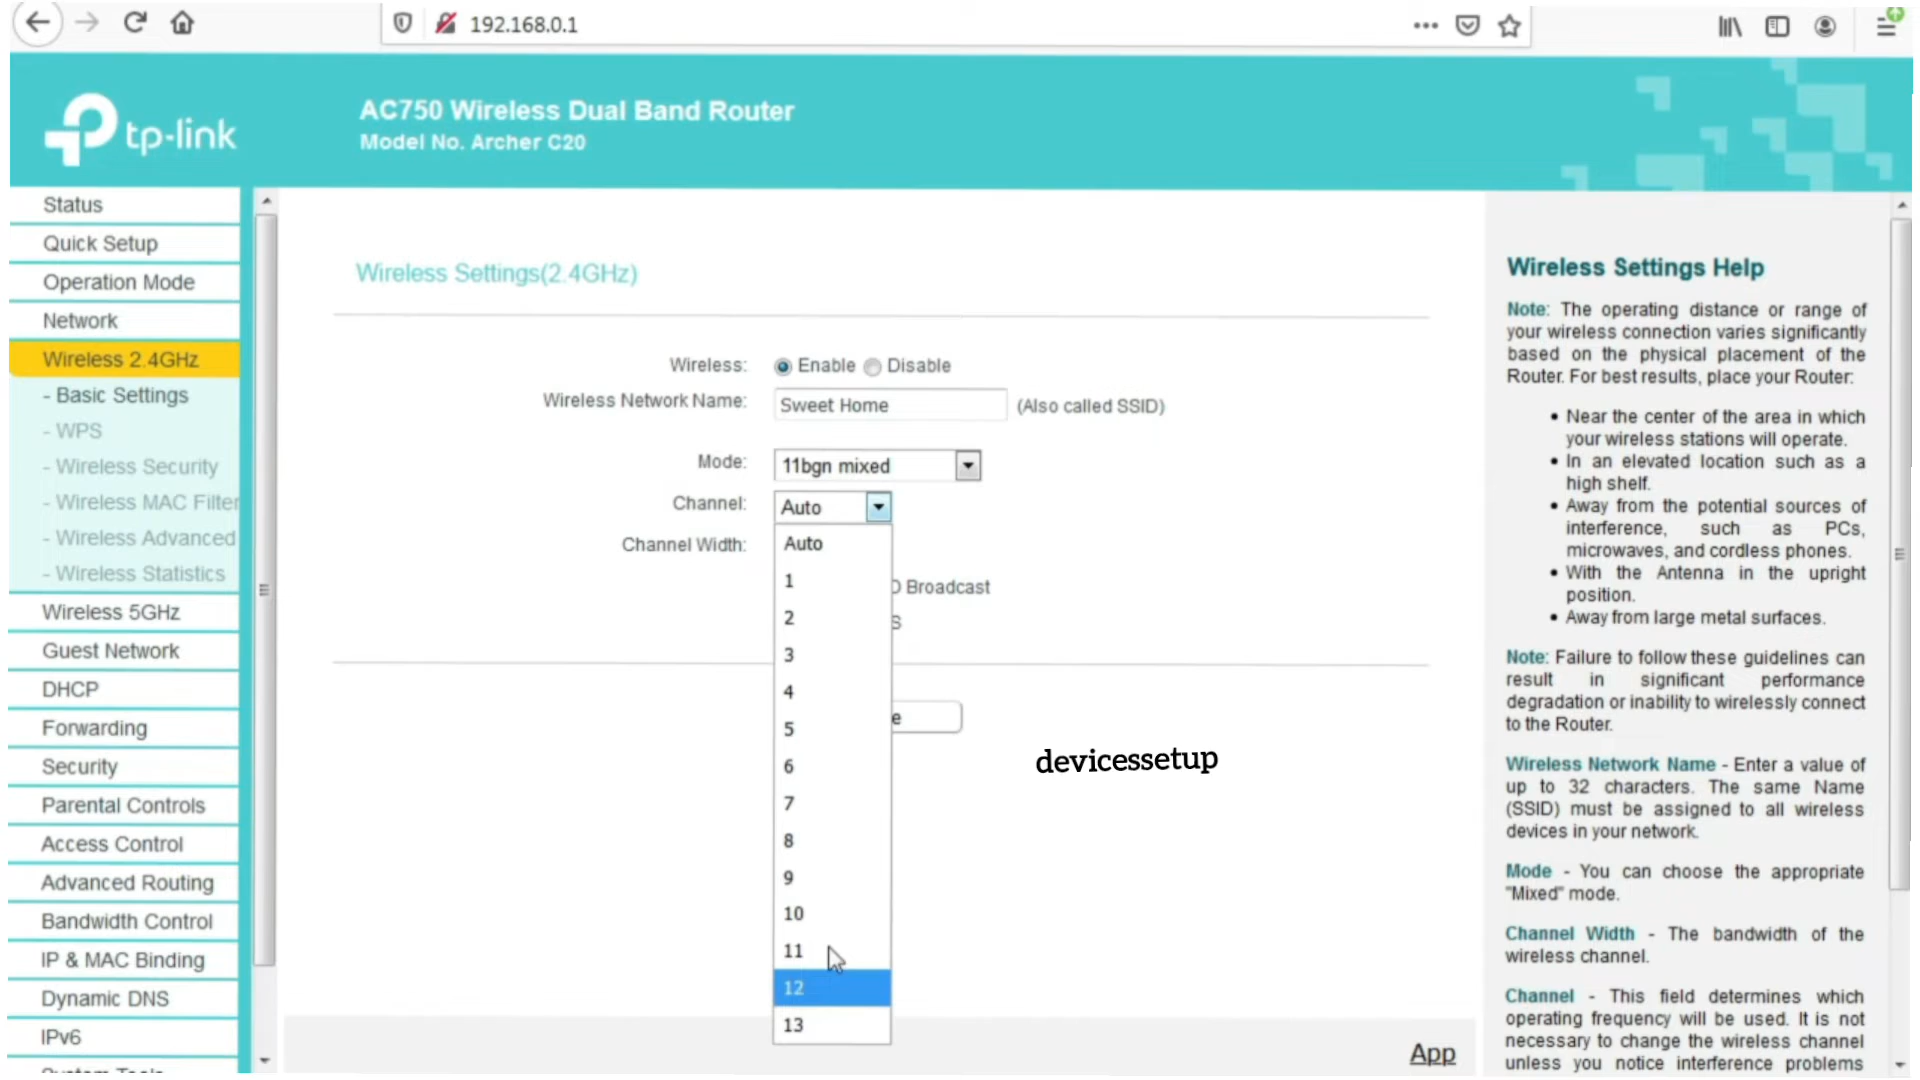 192.168.0.1
tp-link
AC750 Wireless Dual Band Router
Model No. Archer C20
Status
Quick Setup
Operation Mode
Network
Wireless 2.4GHz
- Basic Settings
- WPS
- Wireless Security
- Wireless MAC Filter
- Wireless Advanced
- Wireless Statistics
Wireless 5GHz
Guest Network
DHCP
Forwarding
Security
Parental Controls
Access Control
Advanced Routing
Bandwidth Control
IP & MAC Binding
Dynamic DNS
IPv6
Wireless Settings(2.4GHz)
Wireless: Enable Disable
Wireless Network Name: Sweet Home (Also called SSID)
Mode: 11bgn mixed
Channel: Auto
Channel Width:
Auto
1
D Broadcast
2
S
3
4
5
e
6
7
8
9
10
11
12
13
devicessetup
App
Wireless Settings Help
Note: The operating distance or range of
your wireless connection varies significantly
based on the physical placement of the
Router. For best results, place your Router:
• Near the center of the area in which
your wireless stations will operate.
• In an elevated location such as a
high shelf.
• Away from the potential sources of
interference, such as PCs,
microwaves, and cordless phones.
• With the Antenna in the upright
position.
• Away from large metal surfaces.
Note: Failure to follow these guidelines can
result in significant performance
degradation or inability to wirelessly connect
to the Router.
Wireless Network Name - Enter a value of
up to 32 characters. The same Name
(SSID) must be assigned to all wireless
devices in your network.
Mode - You can choose the appropriate
"Mixed" mode.
Channel Width - The bandwidth of the
wireless channel.
Channel - This field determines which
operating frequency will be used. It is not
necessary to change the wireless channel
unless you notice interference problems